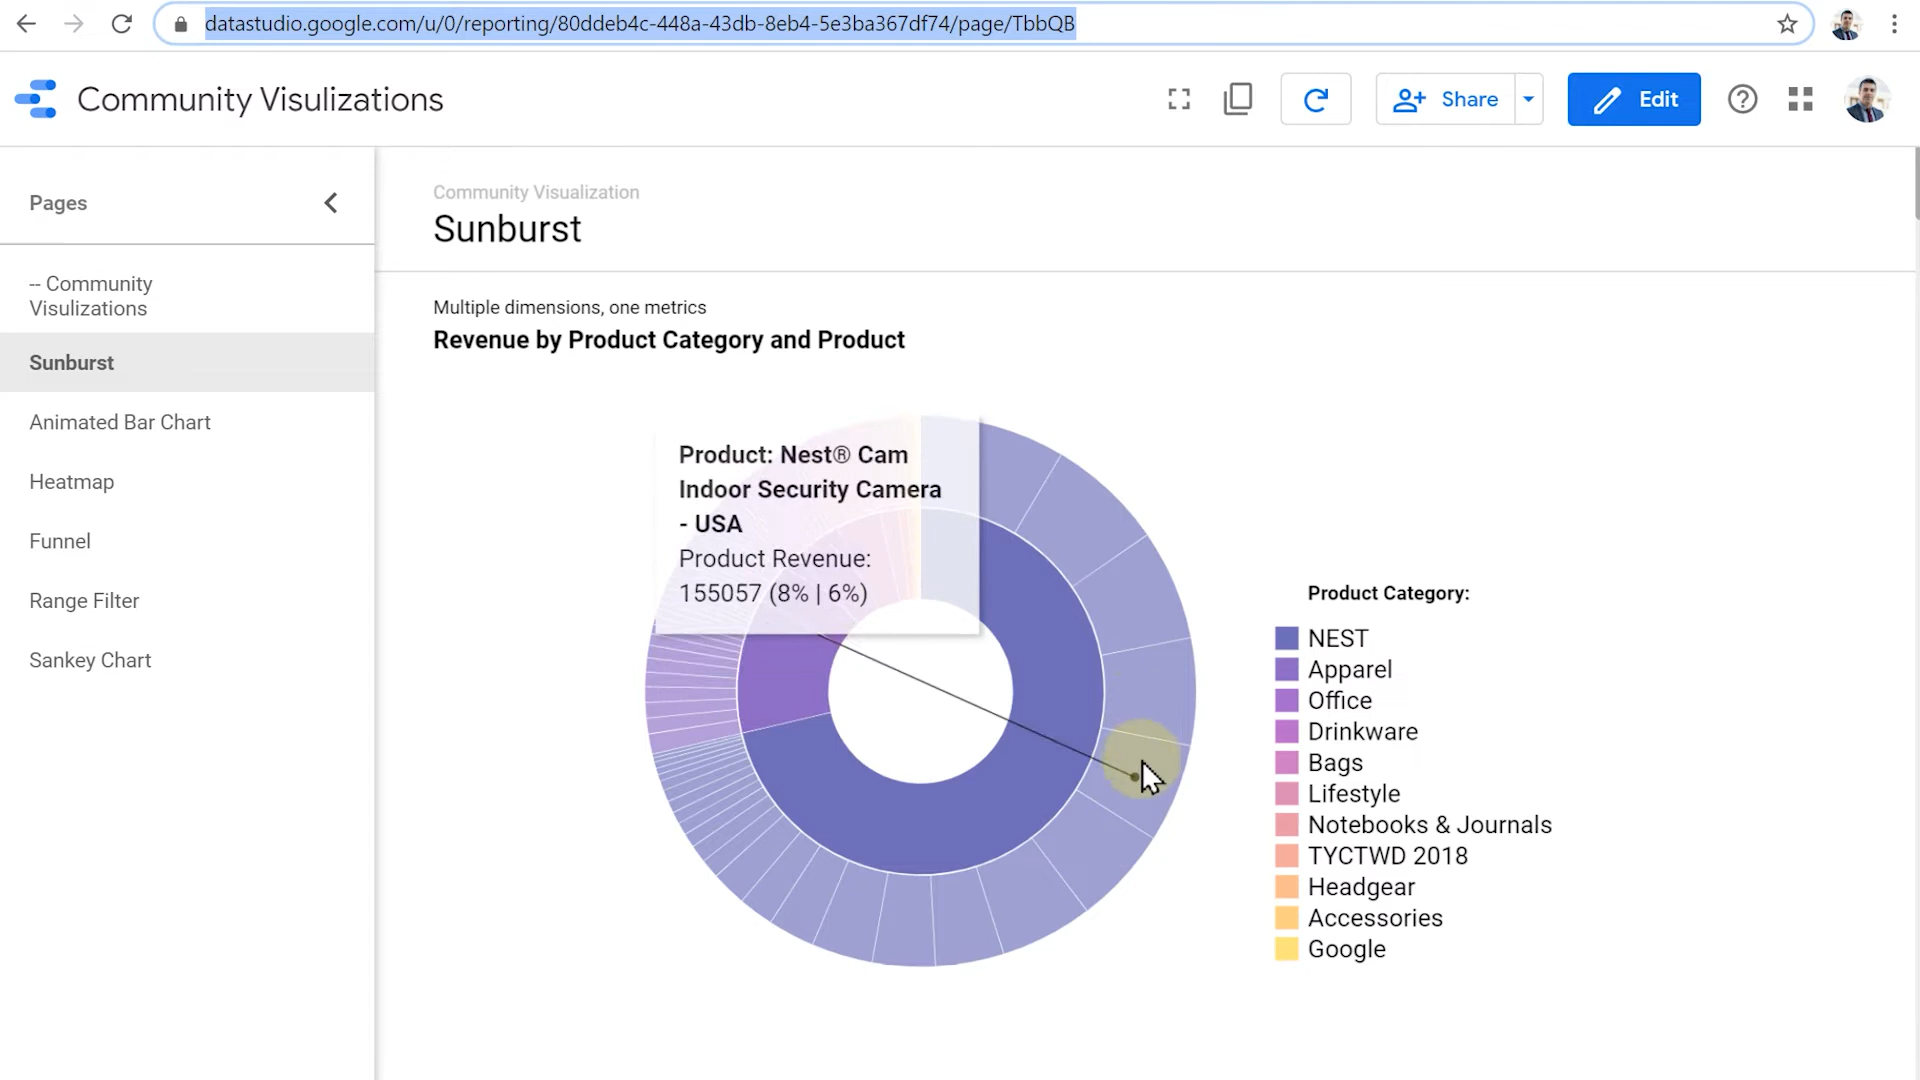 datastudio.google.com/u/0/reporting/80ddeb4c-448a-43db-8eb4-5e3ba367df74/page/TbbQB
Community Visulizations
Share
Edit
Pages
-- Community
Visulizations
Sunburst
Animated Bar Chart
Heatmap
Funnel
Range Filter
Sankey Chart
Community Visualization
Sunburst
Multiple dimensions, one metrics
Revenue by Product Category and Product
Product: Nest® Cam
Indoor Security Camera
- USA
Product Revenue:
155057 (8% | 6%)
Product Category:
NEST
Apparel
Office
Drinkware
Bags
Lifestyle
Notebooks & Journals
TYCTWD 2018
Headgear
Accessories
Google